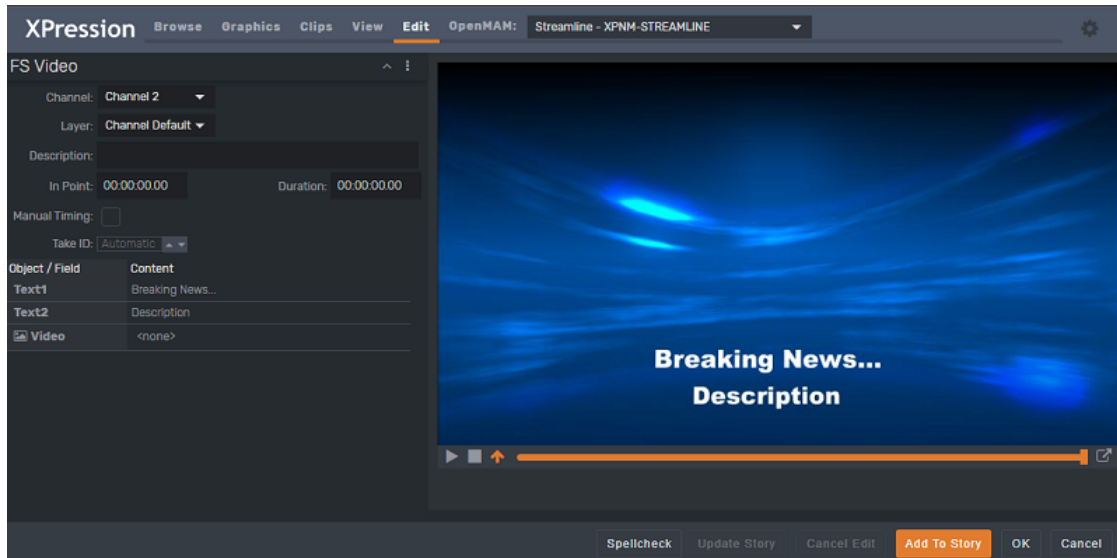 XPression Browse Graphics Clips View Edit OpenMAM: Streamline - XPNM-STREAMLINE
FS Video
Channel: Channel 2
Layer: Channel Default
Description:
In Point: 00:00:00.00 Duration: 00:00:00.00
Manual Timing:
Take ID: Automatic
Object / Field Content
Text1 Breaking News...
Text2 Description
Video <none>
Breaking News...
Description
Spellcheck Update Story Cancel Edit Add To Story OK Cancel